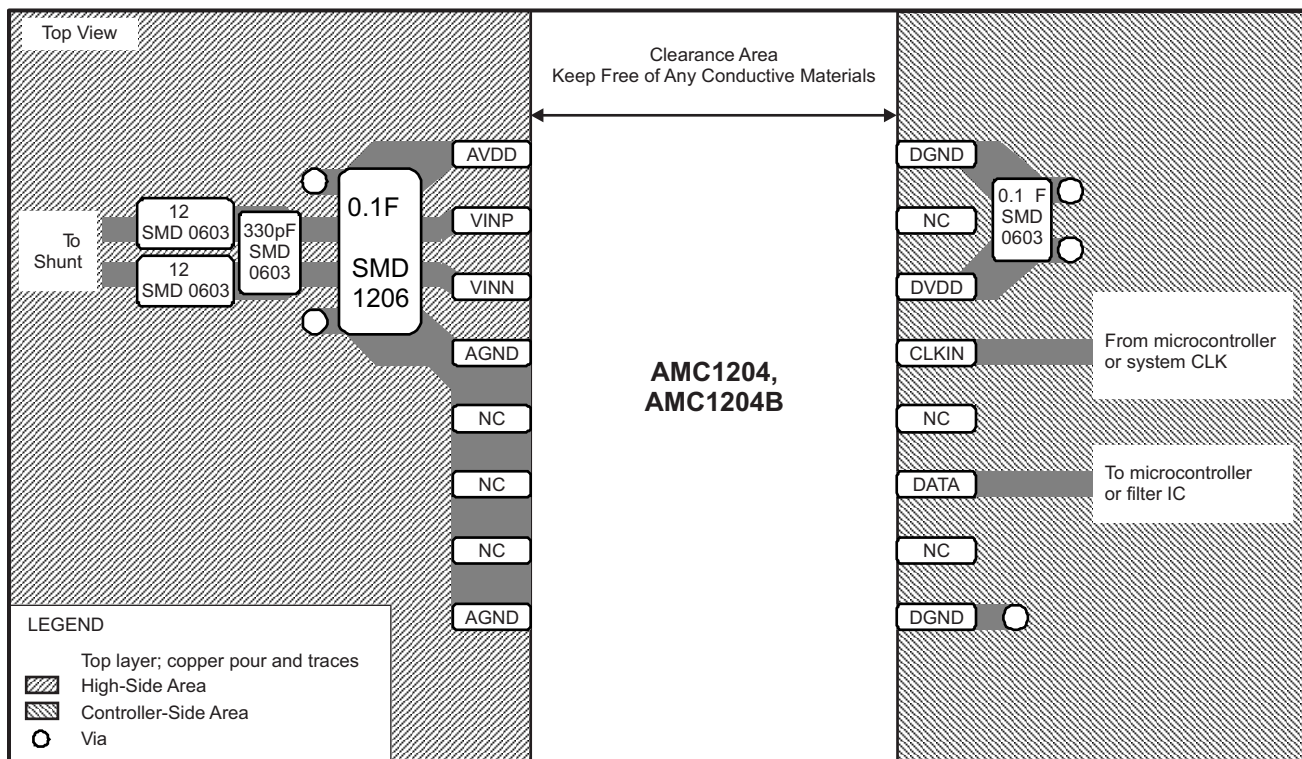 Top View
Clearance Area
Keep Free of Any Conductive Materials
AVDD
VINP
VINN
AGND
NC
NC
NC
AGND
0.1F
SMD
1206
330pF
SMD
0603
12
SMD 0603
12
SMD 0603
To
Shunt
AMC1204,
AMC1204B
DGND
NC
DVDD
CLKIN
NC
DATA
NC
DGND
0.1 F
SMD
0603
From microcontroller
or system CLK
To microcontroller
or filter IC
LEGEND
Top layer; copper pour and traces
High-Side Area
Controller-Side Area
Via